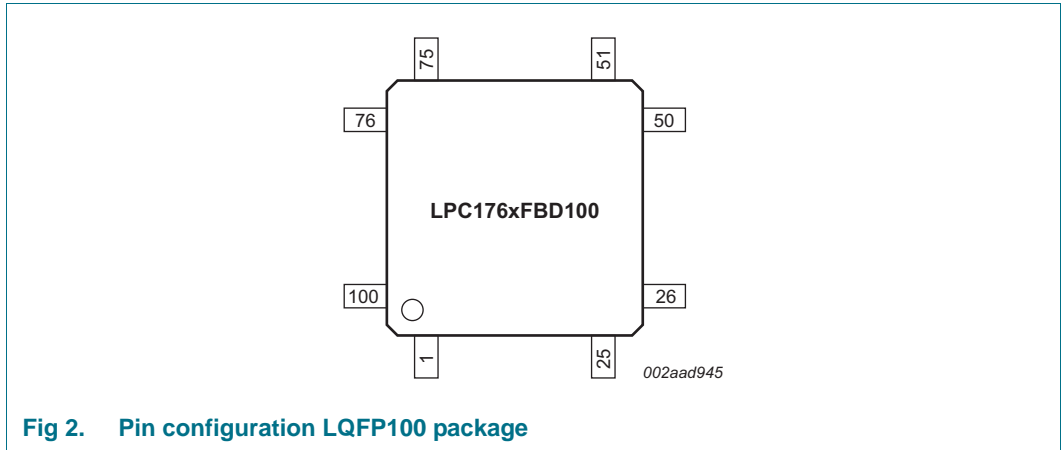 75 51
76 50
LPC176xFBD100
100 26
1 25
002aad945
Fig 2. Pin configuration LQFP100 package